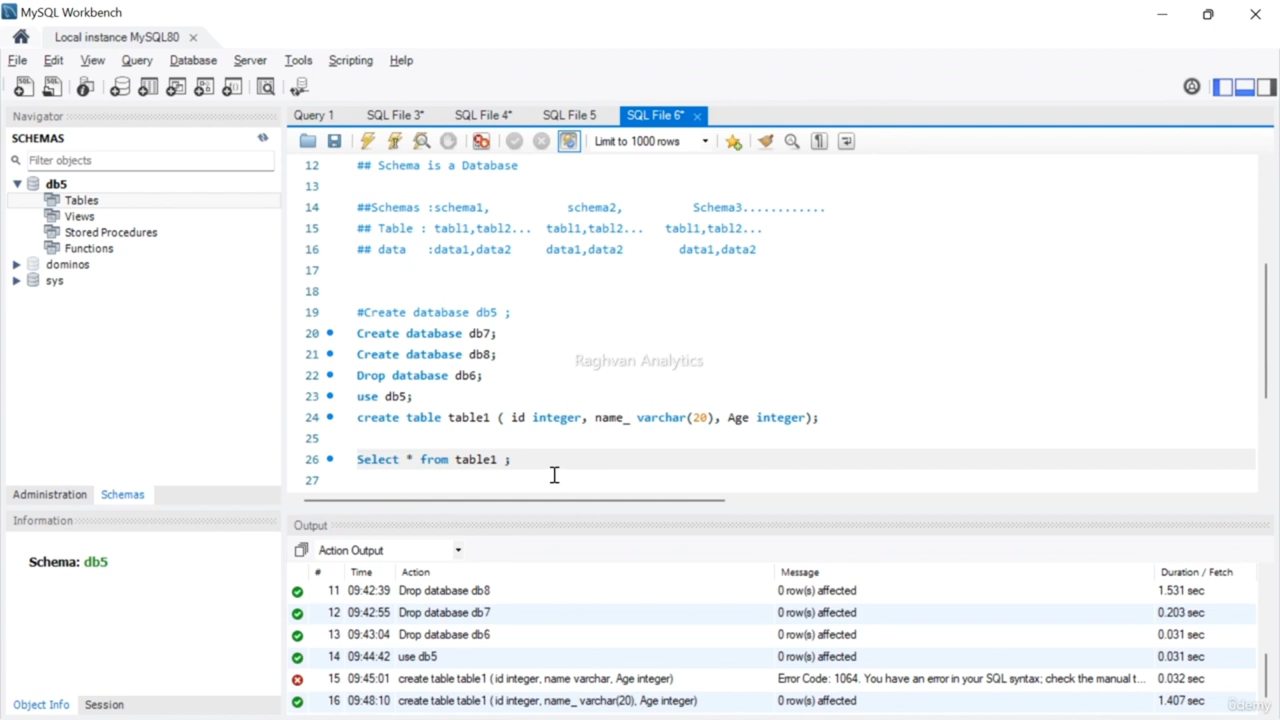 MySQL Workbench
Local instance MySQL80
File Edit View Query Database Server Tools Scripting Help
Navigator
SCHEMAS
Filter objects
db5
Tables
Views
Stored Procedures
Functions
dominos
sys
Administration Schemas
Information
Schema: db5
Object Info Session
Query 1 SQL File 3* SQL File 4* SQL File 5 SQL File 6*
Limit to 1000 rows
12 ## Schema is a Database
13
14 ##Schemas :schema1, schema2, Schema3............
15 ## Table : tabl1,tabl2... tabl1,tabl2... tabl1,tabl2...
16 ## data :data1,data2 data1,data2 data1,data2
17
18
19 #Create database db5 ;
20 Create database db7;
21 Create database db8;
22 Drop database db6;
23 use db5;
24 create table table1 ( id integer, name_ varchar(20), Age integer);
25
26 Select * from table1 ;
27
Raghvan Analytics
Output
Action Output
# Time Action Message Duration / Fetch
11 09:42:39 Drop database db8 0 row(s) affected 1.531 sec
12 09:42:55 Drop database db7 0 row(s) affected 0.203 sec
13 09:43:04 Drop database db6 0 row(s) affected 0.031 sec
14 09:44:42 use db5 0 row(s) affected 0.031 sec
15 09:45:01 create table table1 ( id integer, name varchar, Age integer) Error Code: 1064. You have an error in your SQL syntax; check the manual t... 0.032 sec
16 09:48:10 create table table1 ( id integer, name_ varchar(20), Age integer) 0 row(s) affected 1.407 sec
ûdemy